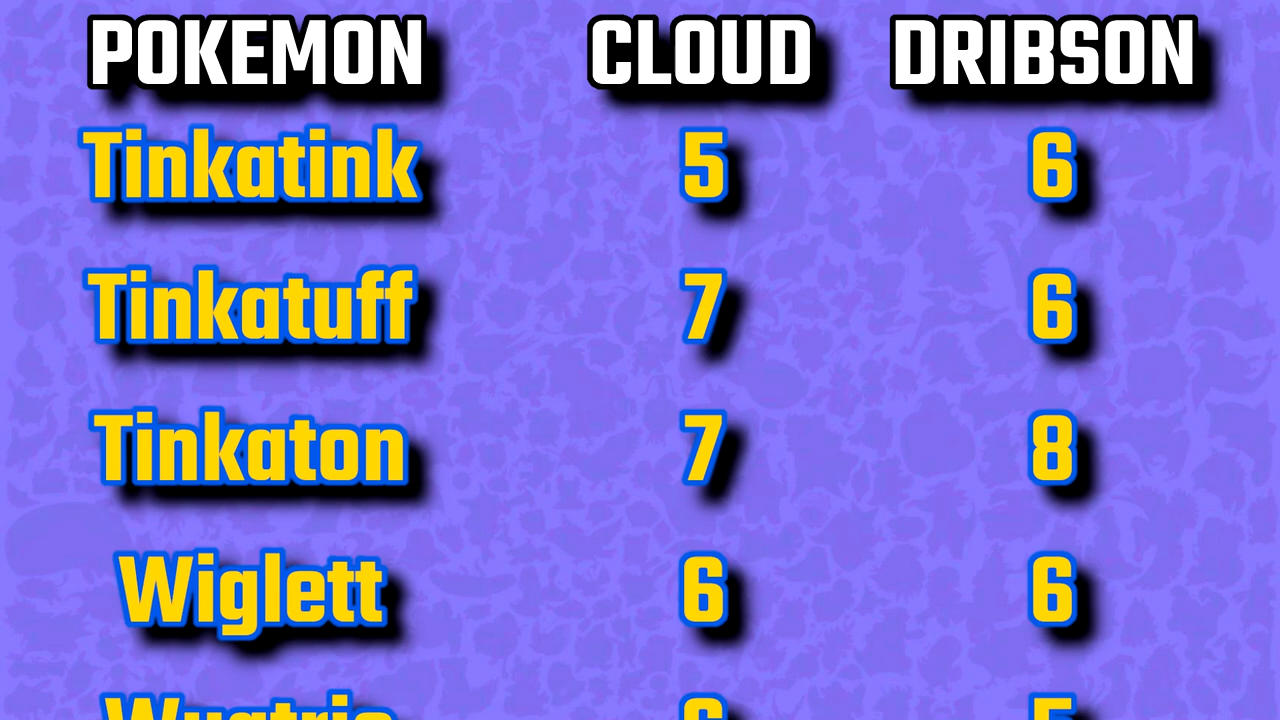 POKEMON CLOUD DRIBSON
Tinkatink 5 6
Tinkatuff 7 6
Tinkaton 7 8
Wiglett 6 6